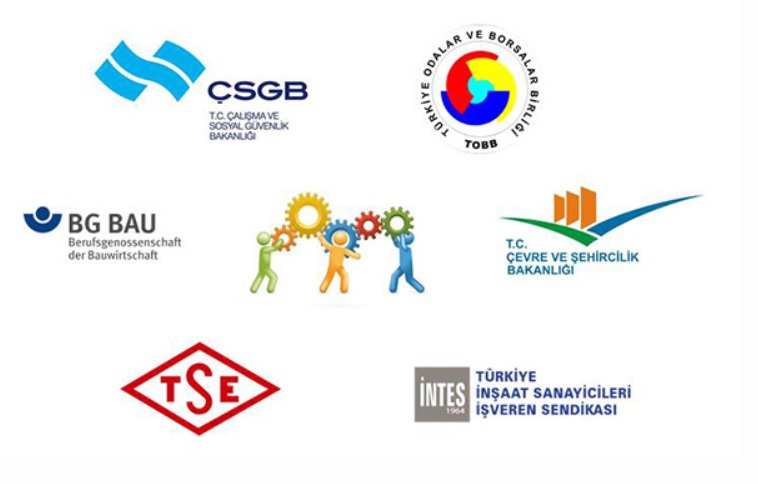 ÇSGB
T.C. ÇALIŞMA VE
SOSYAL GÜVENLİK
BAKANLIĞI
TÜRKİYE ODALAR VE BORSALAR BİRLİĞİ
TOBB
BG BAU
Berufsgenossenschaft
der Bauwirtschaft
T.C.
ÇEVRE VE ŞEHİRCİLİK
BAKANLIĞI
TSE
İNTES
1964
TÜRKİYE
İNŞAAT SANAYİCİLERİ
İŞVEREN SENDİKASI